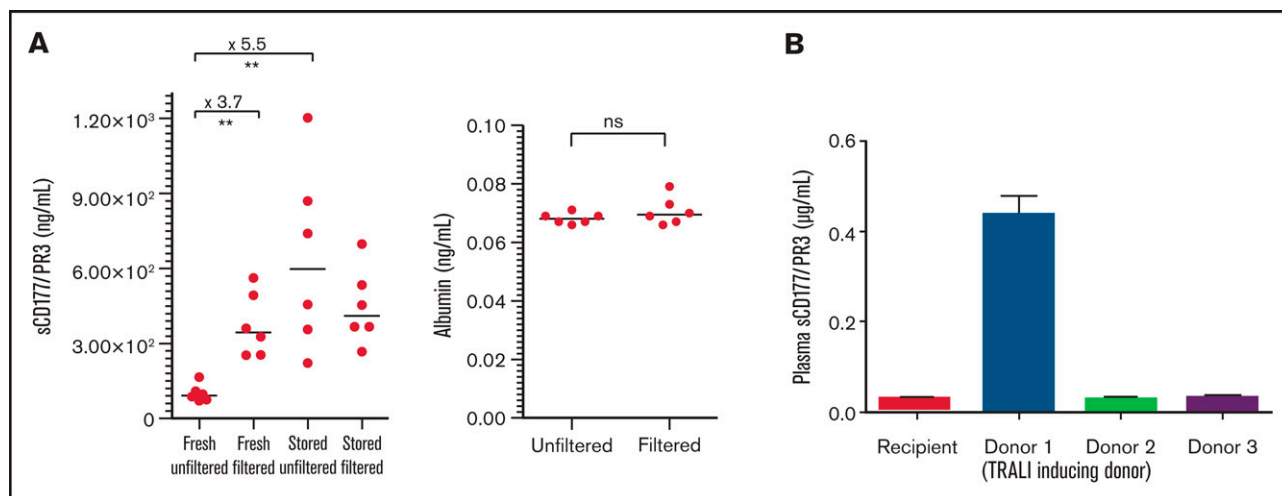 A
x 5.5
**
x 3.7
**
sCD177/PR3 (ng/mL)
1.20×10³
9.00×10²
6.00×10²
3.00×10²
0
Fresh unfiltered
Fresh filtered
Stored unfiltered
Stored filtered
ns
Albumin (ng/mL)
0.10
0.08
0.06
0.04
0.02
0.00
Unfiltered
Filtered
B
Plasma sCD177/PR3 (µg/mL)
0.6
0.4
0.2
0.0
Recipient
Donor 1
(TRALI inducing donor)
Donor 2
Donor 3